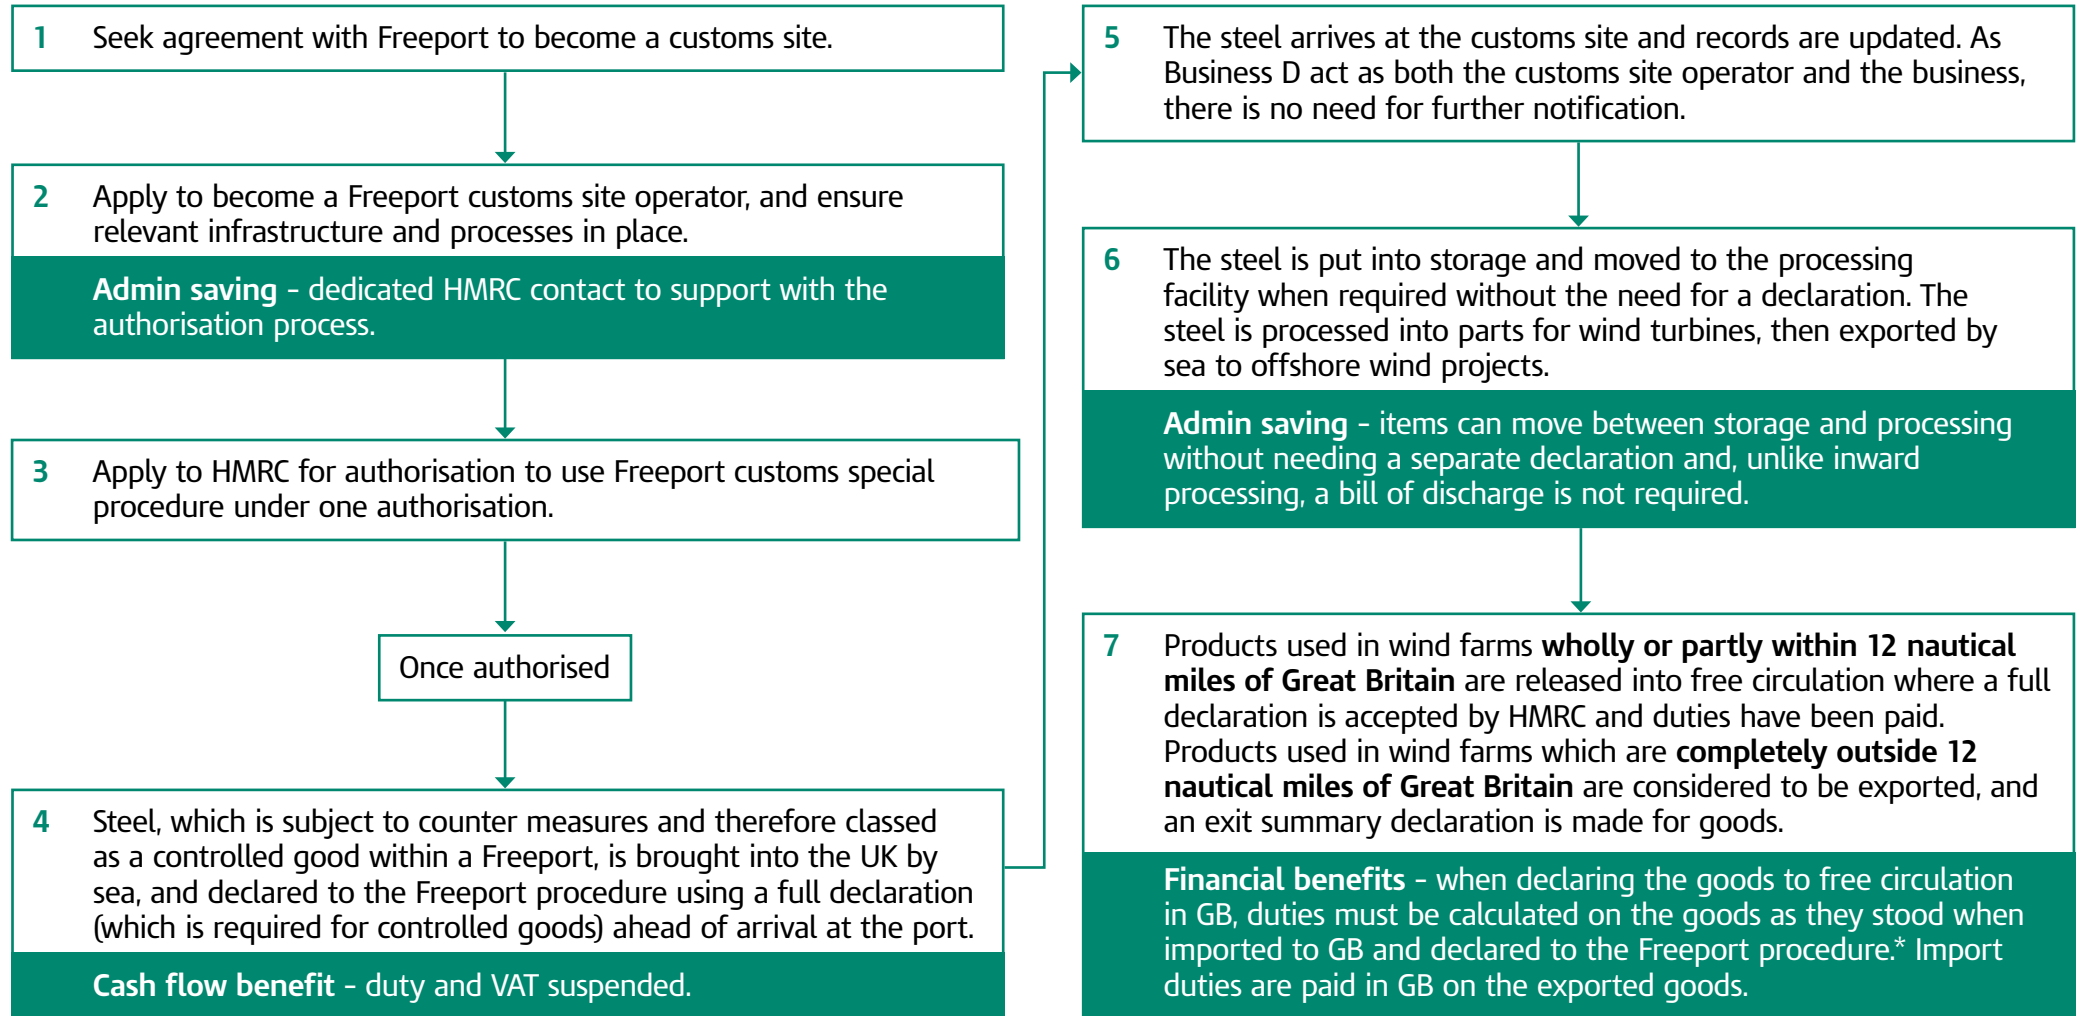 1 Seek agreement with Freeport to become a customs site.
2 Apply to become a Freeport customs site operator, and ensure
relevant infrastructure and processes in place.
Admin saving – dedicated HMRC contact to support with the
authorisation process.
3 Apply to HMRC for authorisation to use Freeport customs special
procedure under one authorisation.
Once authorised
4 Steel, which is subject to counter measures and therefore classed
as a controlled good within a Freeport, is brought into the UK by
sea, and declared to the Freeport procedure using a full declaration
(which is required for controlled goods) ahead of arrival at the port.
Cash flow benefit – duty and VAT suspended.
5 The steel arrives at the customs site and records are updated. As
Business D act as both the customs site operator and the business,
there is no need for further notification.
6 The steel is put into storage and moved to the processing
facility when required without the need for a declaration. The
steel is processed into parts for wind turbines, then exported by
sea to offshore wind projects.
Admin saving – items can move between storage and processing
without needing a separate declaration and, unlike inward
processing, a bill of discharge is not required.
7 Products used in wind farms wholly or partly within 12 nautical
miles of Great Britain are released into free circulation where a full
declaration is accepted by HMRC and duties have been paid.
Products used in wind farms which are completely outside 12
nautical miles of Great Britain are considered to be exported, and
an exit summary declaration is made for goods.
Financial benefits – when declaring the goods to free circulation
in GB, duties must be calculated on the goods as they stood when
imported to GB and declared to the Freeport procedure.* Import
duties are paid in GB on the exported goods.